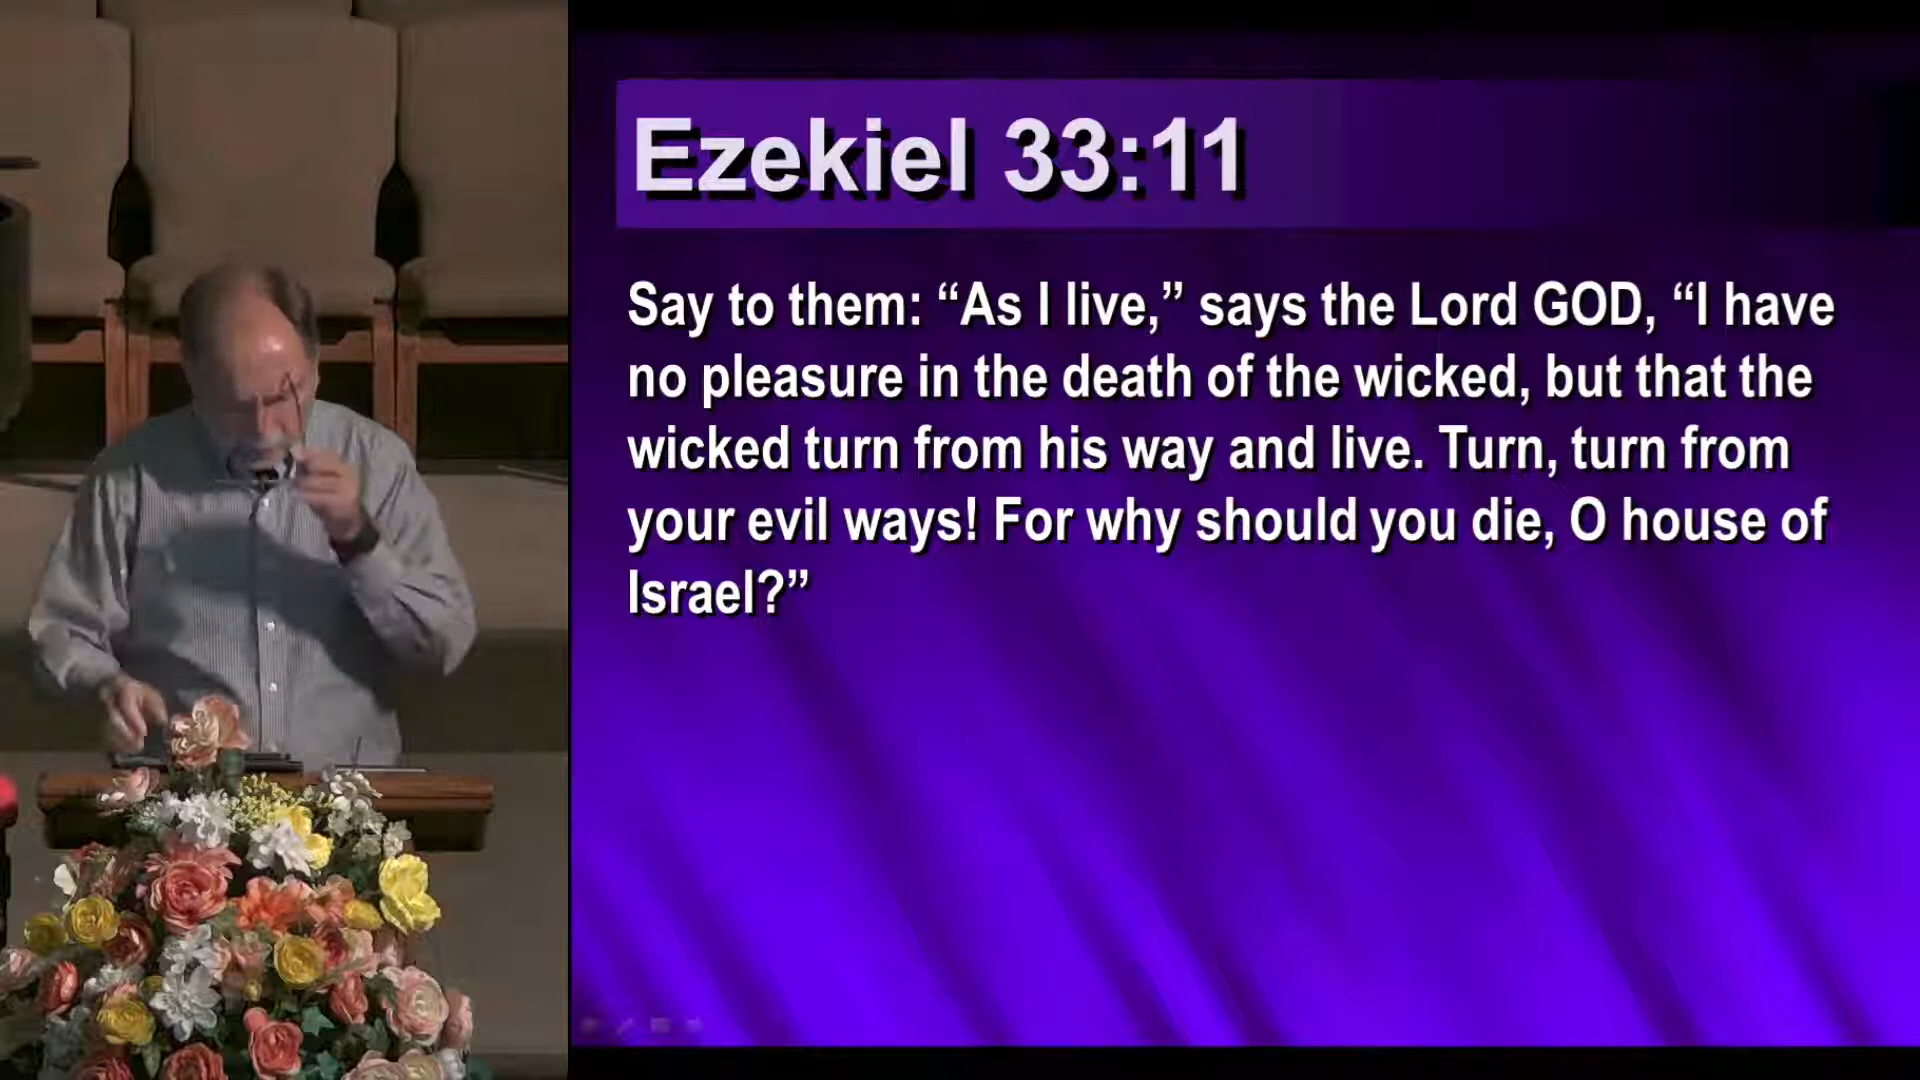 Ezekiel 33:11
Say to them: “As I live,” says the Lord GOD, “I have
no pleasure in the death of the wicked, but that the
wicked turn from his way and live. Turn, turn from
your evil ways! For why should you die, O house of
Israel?”